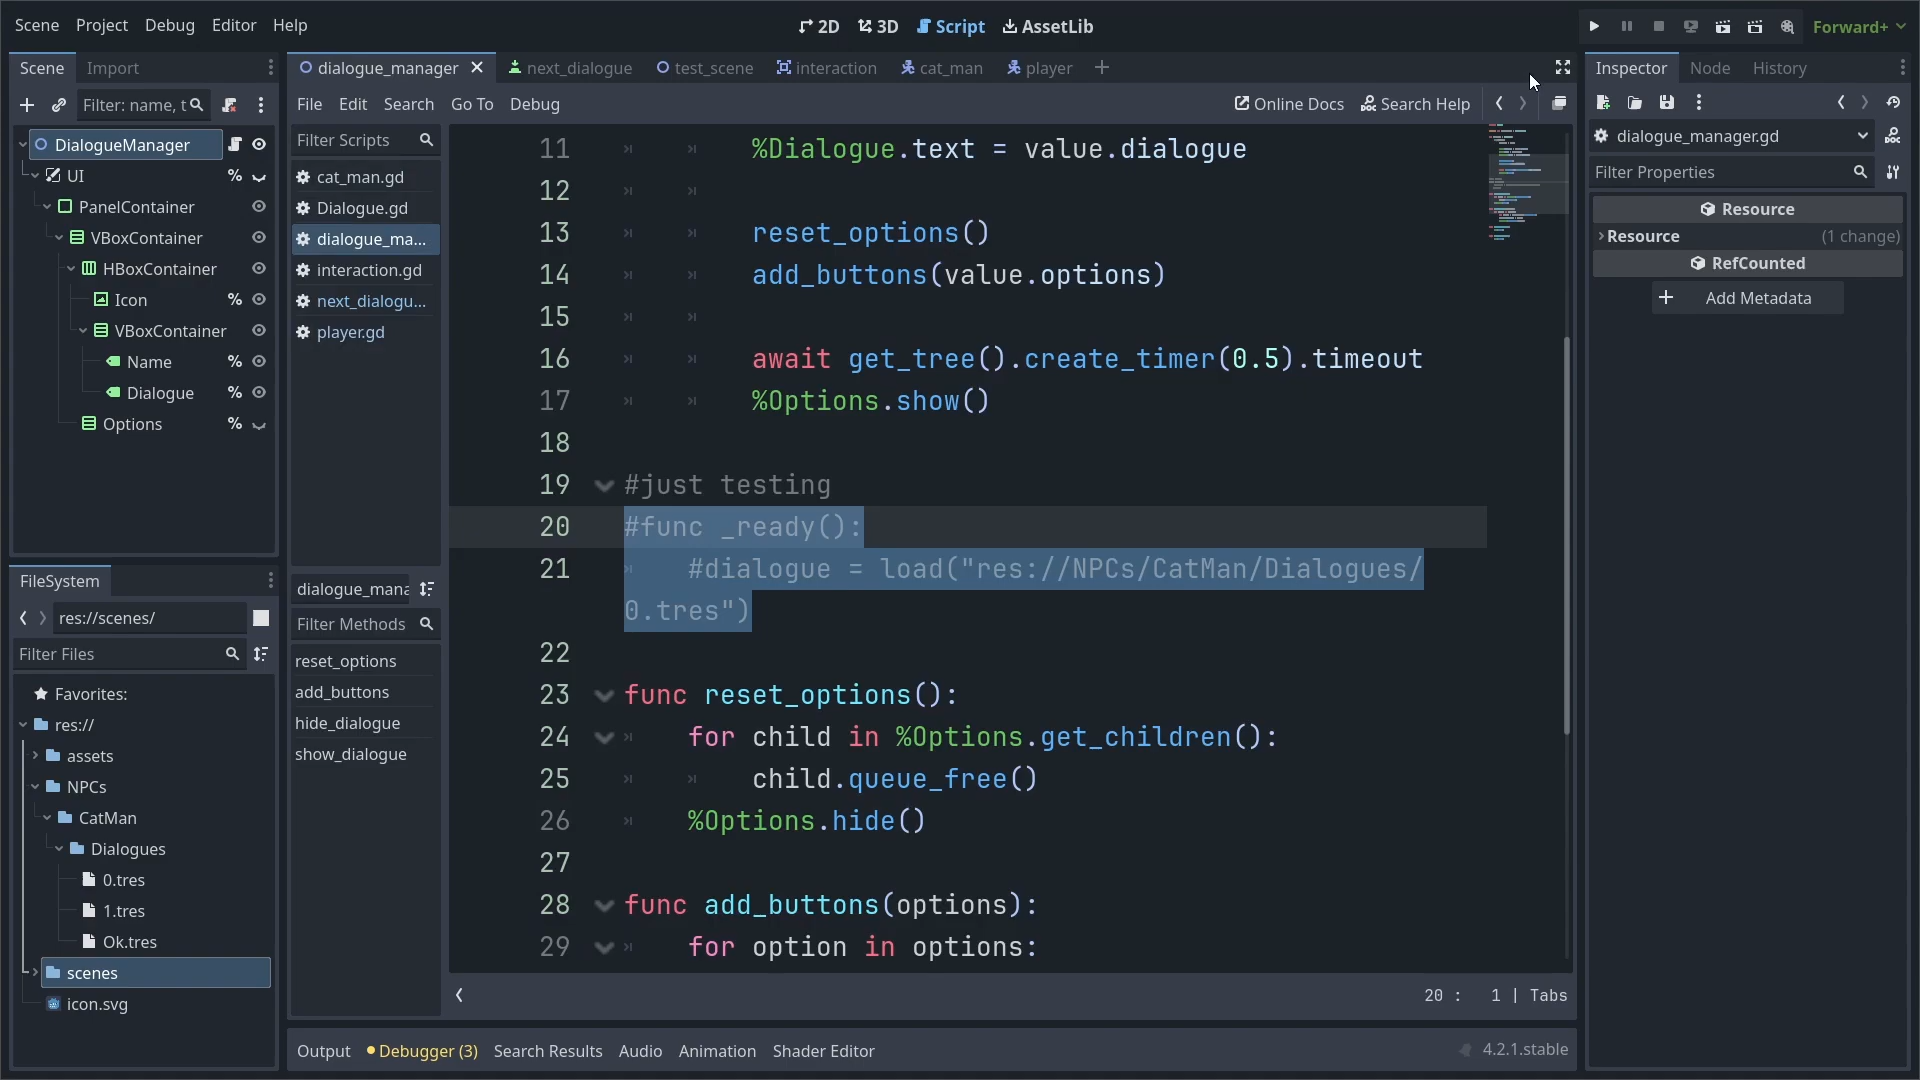 Scene Project Debug Editor Help
2D 3D Script AssetLib
Forward+
Scene Import
Filter: name, t
DialogueManager
UI %
PanelContainer
VBoxContainer
HBoxContainer
Icon %
VBoxContainer
Name %
Dialogue %
Options %
FileSystem
res://scenes/
Filter Files
Favorites:
res://
assets
NPCs
CatMan
Dialogues
0.tres
1.tres
Ok.tres
scenes
icon.svg
dialogue_manager next_dialogue test_scene interaction cat_man player
File Edit Search Go To Debug
Online Docs Search Help
Filter Scripts
cat_man.gd
Dialogue.gd
dialogue_ma...
interaction.gd
next_dialogu...
player.gd
dialogue_mana
Filter Methods
reset_options
add_buttons
hide_dialogue
show_dialogue
11 %Dialogue.text = value.dialogue
12
13 reset_options()
14 add_buttons(value.options)
15
16 await get_tree().create_timer(0.5).timeout
17 %Options.show()
18
19 #just testing
20 #func _ready():
21 #dialogue = load("res://NPCs/CatMan/Dialogues/
0.tres")
22
23 func reset_options():
24 for child in %Options.get_children():
25 child.queue_free()
26 %Options.hide()
27
28 func add_buttons(options):
29 for option in options:
20 : 1 | Tabs
Output Debugger (3) Search Results Audio Animation Shader Editor
4.2.1.stable
Inspector Node History
dialogue_manager.gd
Filter Properties
Resource
Resource (1 change)
RefCounted
Add Metadata